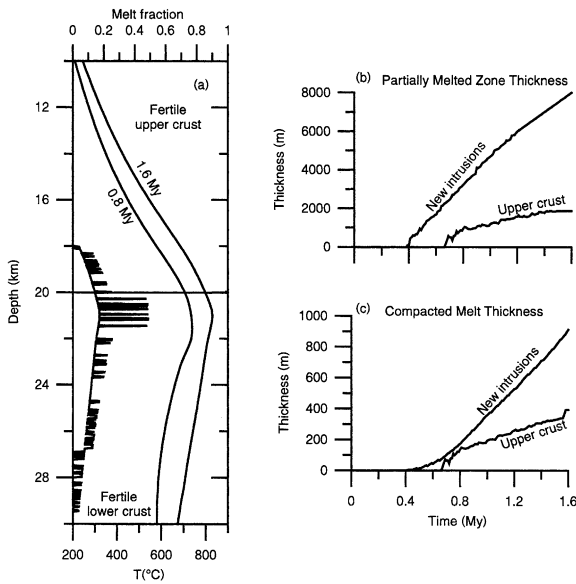 Melt fraction
0 0.2 0.4 0.6 0.8 1
(a)
Fertile
upper crust
1.6 My
0.8 My
12
16
20
24
28
Depth (km)
Fertile
lower crust
200 400 600 800
T(°C)
(b) Partially Melted Zone Thickness
8000
6000
4000
2000
0
Thickness (m)
New intrusions
Upper crust
(c) Compacted Melt Thickness
1000
800
600
400
200
0
Thickness (m)
New intrusions
Upper crust
0 0.4 0.8 1.2 1.6
Time (My)